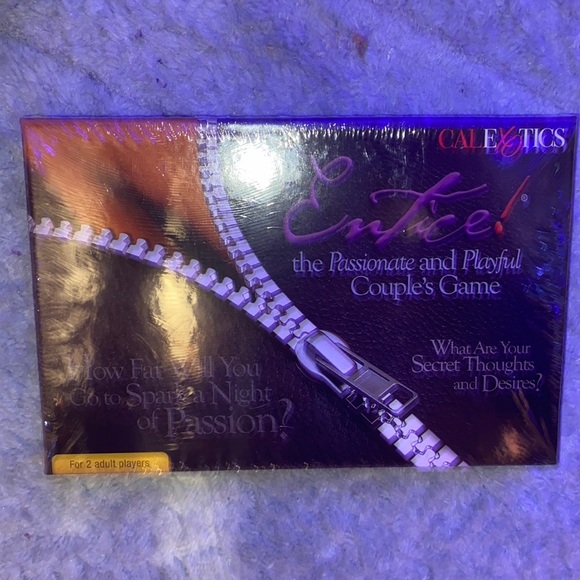 CALEXOTICS
Entice!
the Passionate and Playful
Couple's Game
What Are Your
Secret Thoughts
and Desires?
How Far Will You
Go to Spark a Night
of Passion?
For 2 adult players